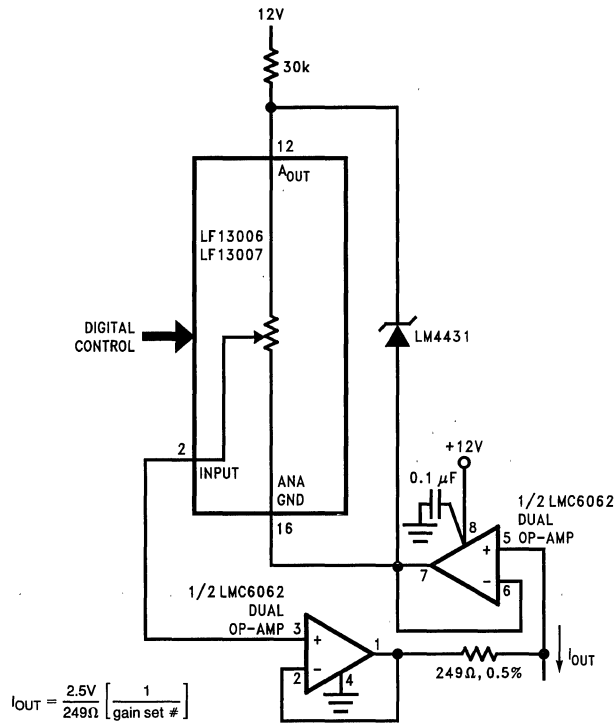 12V
30k
12
AOUT
LF13006
LF13007
DIGITAL
CONTROL
LM4431
2
INPUT
ANA
GND
16
+12V
0.1 μF
8
1/2 LMC6062
DUAL
OP-AMP
5
+
7
−
6
1/2 LMC6062
DUAL
OP-AMP
3
+
1
2
−
4
249Ω, 0.5%
IOUT
IOUT = 2.5V/249Ω [1/gain set #]